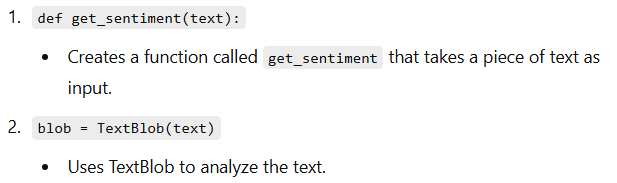 1. def get_sentiment(text):
• Creates a function called get_sentiment that takes a piece of text as
input.
2. blob = TextBlob(text)
• Uses TextBlob to analyze the text.